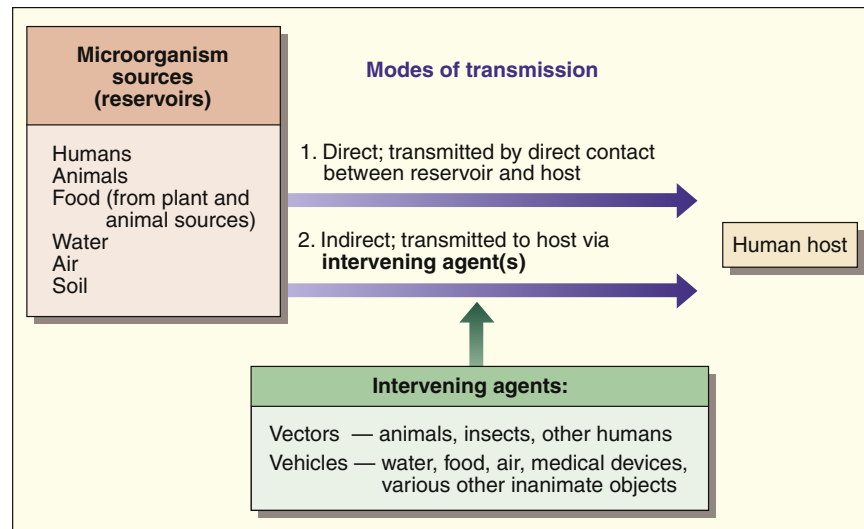 Microorganism
sources
(reservoirs)
Humans
Animals
Food (from plant and
animal sources)
Water
Air
Soil
Modes of transmission
1. Direct; transmitted by direct contact
between reservoir and host
2. Indirect; transmitted to host via
intervening agent(s)
Human host
Intervening agents:
Vectors — animals, insects, other humans
Vehicles — water, food, air, medical devices,
various other inanimate objects